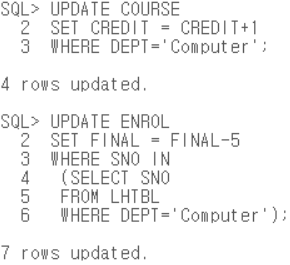 SQL> UPDATE COURSE
2 SET CREDIT = CREDIT+1
3 WHERE DEPT='Computer';
4 rows updated.
SQL> UPDATE ENROL
2 SET FINAL = FINAL-5
3 WHERE SNO IN
4 (SELECT SNO
5 FROM LHTBL
6 WHERE DEPT='Computer');
7 rows updated.